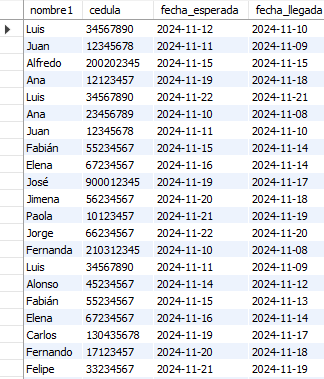 nombre1 cedula fecha_esperada fecha_llegada
Luis 34567890 2024-11-12 2024-11-10
Juan 12345678 2024-11-11 2024-11-09
Alfredo 200202345 2024-11-15 2024-11-15
Ana 12123457 2024-11-19 2024-11-18
Luis 34567890 2024-11-22 2024-11-21
Ana 23456789 2024-11-10 2024-11-08
Juan 12345678 2024-11-11 2024-11-10
Fabián 55234567 2024-11-15 2024-11-14
Elena 67234567 2024-11-16 2024-11-14
José 900012345 2024-11-19 2024-11-17
Jimena 56234567 2024-11-20 2024-11-18
Paola 10123457 2024-11-21 2024-11-19
Jorge 66234567 2024-11-22 2024-11-20
Fernanda 210312345 2024-11-10 2024-11-08
Luis 34567890 2024-11-11 2024-11-09
Alonso 45234567 2024-11-14 2024-11-12
Fabián 55234567 2024-11-15 2024-11-13
Elena 67234567 2024-11-16 2024-11-14
Carlos 130435678 2024-11-19 2024-11-17
Fernando 17123457 2024-11-20 2024-11-18
Felipe 33234567 2024-11-21 2024-11-19